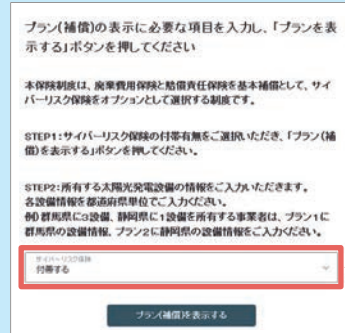 プラン(補償)の表示に必要な項目を入力し、「プランを表
示する」ボタンを押してください
本保険制度は、廃棄費用保険と賠償責任保険を基本補償として、サイ
バーリスク保険をオプションとして選択する制度です。
STEP1:サイバーリスク保険の付帯有無をご選択いただき、「プラン(補
償)を表示する」ボタンを押してください。
STEP2:所有する太陽光発電設備の情報をご入力いただきます。
各設備情報を都道府県単位でご入力ください。
例)群馬県に3設備、静岡県に1設備を所有する事業者は、プラン1に
群馬県の設備情報、プラン2に静岡県の設備情報をご入力ください。
サイバーリスク保険
付帯する
プラン(補償)を表示する